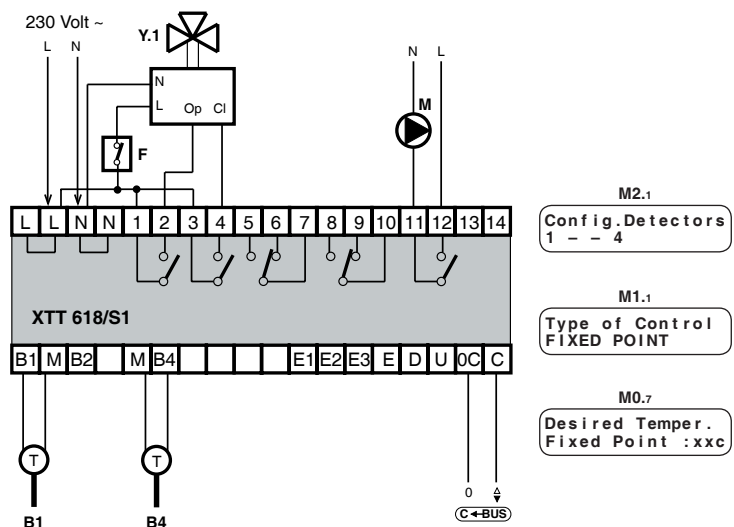 230 Volt ~
L N
Y.1
N
L Op Cl
F
N L
M
L L N N 1 2 3 4 5 6 7 8 9 10 11 12 13 14
XTT 618/S1
B1 M B2 M B4 E1 E2 E3 E D U 0C C
T T
B1 B4
0
C BUS
M2.1
Config.Detectors
1 – – 4
M1.1
Type of Control
FIXED POINT
M0.7
Desired Temper.
Fixed Point :xxc